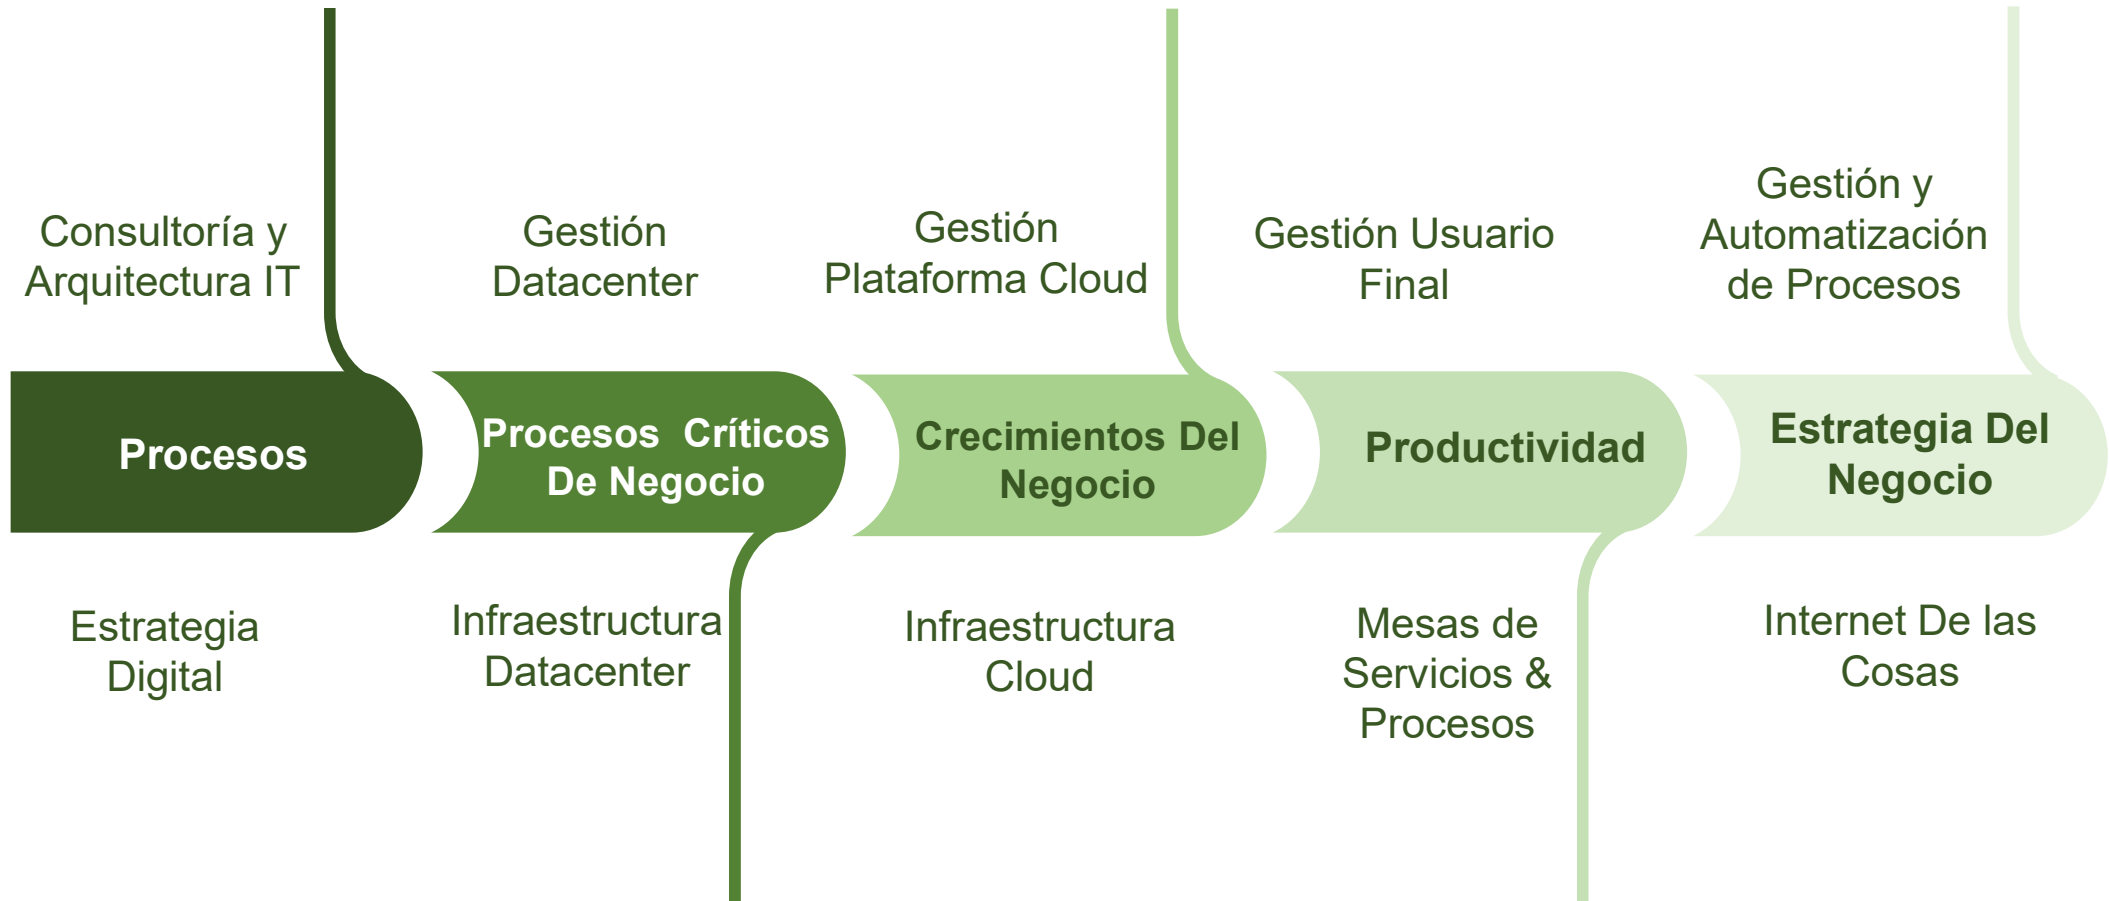 Consultoría y
Arquitectura IT
Gestión
Datacenter
Gestión
Plataforma Cloud
Gestión Usuario
Final
Gestión y
Automatización
de Procesos
Procesos
Procesos  Críticos
De Negocio
Crecimientos Del
Negocio
Productividad
Estrategia Del
Negocio
Estrategia
Digital
Infraestructura
Datacenter
Infraestructura
Cloud
Mesas de
Servicios &
Procesos
Internet De las
Cosas